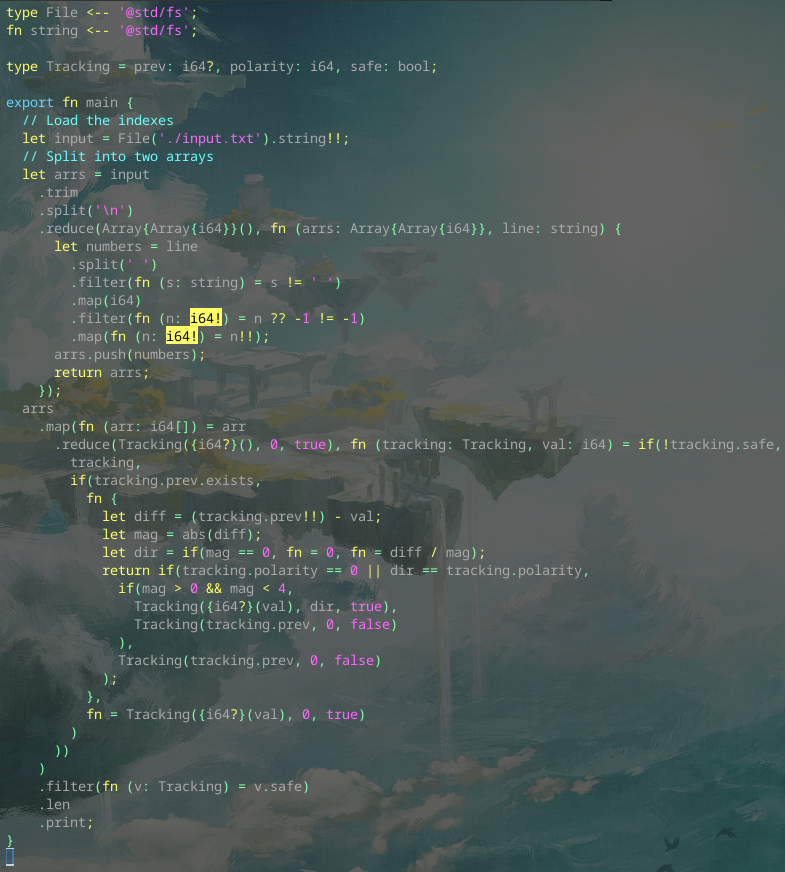 type File <-- '@std/fs';
fn string <-- '@std/fs';

type Tracking = prev: i64?, polarity: i64, safe: bool;

export fn main {
  // Load the indexes
  let input = File('./input.txt').string!!;
  // Split into two arrays
  let arrs = input
    .trim
    .split('\n')
    .reduce(Array{Array{i64}}(), fn (arrs: Array{Array{i64}}, line: string) {
      let numbers = line
        .split(' ')
        .filter(fn (s: string) = s != ' ')
        .map(i64)
        .filter(fn (n: i64!) = n ?? -1 != -1)
        .map(fn (n: i64!) = n!!);
      arrs.push(numbers);
      return arrs;
    });
  arrs
    .map(fn (arr: i64[]) = arr
      .reduce(Tracking({i64?}(), 0, true), fn (tracking: Tracking, val: i64) = if(!tracking.safe,
        tracking,
        if(tracking.prev.exists,
          fn {
            let diff = (tracking.prev!!) - val;
            let mag = abs(diff);
            let dir = if(mag == 0, fn = 0, fn = diff / mag);
            return if(tracking.polarity == 0 || dir == tracking.polarity,
              if(mag > 0 && mag < 4,
                Tracking({i64?}(val), dir, true),
                Tracking(tracking.prev, 0, false)
              ),
              Tracking(tracking.prev, 0, false)
            );
          },
          fn = Tracking({i64?}(val), 0, true)
        )
      ))
    )
    .filter(fn (v: Tracking) = v.safe)
    .len
    .print;
}